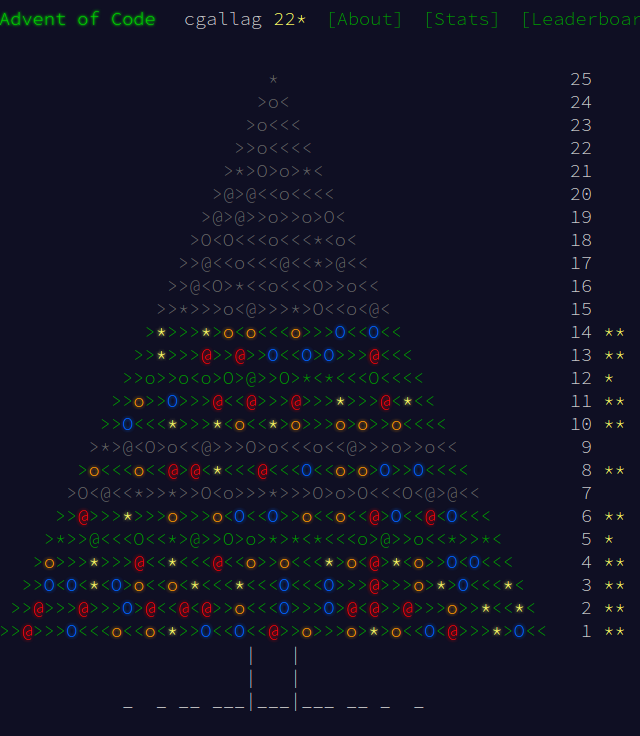 Advent of Code cgallag 22* [About] [Stats] [Leaderboar
* 25
>o< 24
>o<<< 23
>>o<<<< 22
>*>O>o>*< 21
>@>@<<o<<<< 20
>@>@>>o>>o>O< 19
>O<O<<<o<<<*<o< 18
>>@<<o<<<@<<*>@<< 17
>>@<O>*<<o<<<O>>o<< 16
>>*>>>o<@>>>*>O<o<@< 15
>*>>>*>o<o<<<o>>>O<<O<< 14 **
>>*>>>@>>@>>O<<O>O>>>@<<< 13 **
>>o>>o<o<O>@>>O>*<*<<<O<<<< 12 *
>>o>>O>>>@<<@>>>@>>>*>>>@<*<< 11 **
>>O<<<*>>>*<o<<*>o>>>o>o>>o<<<< 10 **
>*>@<O>o<<@>>>O>o<<<o<<@>>>o>>o<< 9
>o<<<o<<@>@<*<<<@<<<O<<o>o>O>>O<<<< 8 **
>O<@<<*>>*>>O<o>>>*>>>O>o>O<<<O<@>@<< 7
>>@>>>*>>>o>>>o<O<<O>>o<<o<<@>O<<@<O<<< 6 **
>*>>@<<<O<<<@>>O>o>*>*<*<<<o>@>>o<*>>*>> 5 *
>o>>>*>>>@<<*<<<@<<o>>o<<<*>o<@>*<o>>O<O<<< 4 **
>>O<O<*<O>o<<o<*<<<*<<<O<<<O>>>@>>>o>*>O<<<*< 3 **
>>@>>>@>>>O>@<<@<@>>o<<<O>>>O>@<@>>@>>>o>>*<<*< 2 **
>>@>>>O<<<o<<o<*>>O<<O<<@>>o>>>o>*>o<<O<@>>>*>O<< 1 **
| |
| |
_ _ __ ___|___|___ __ _ _